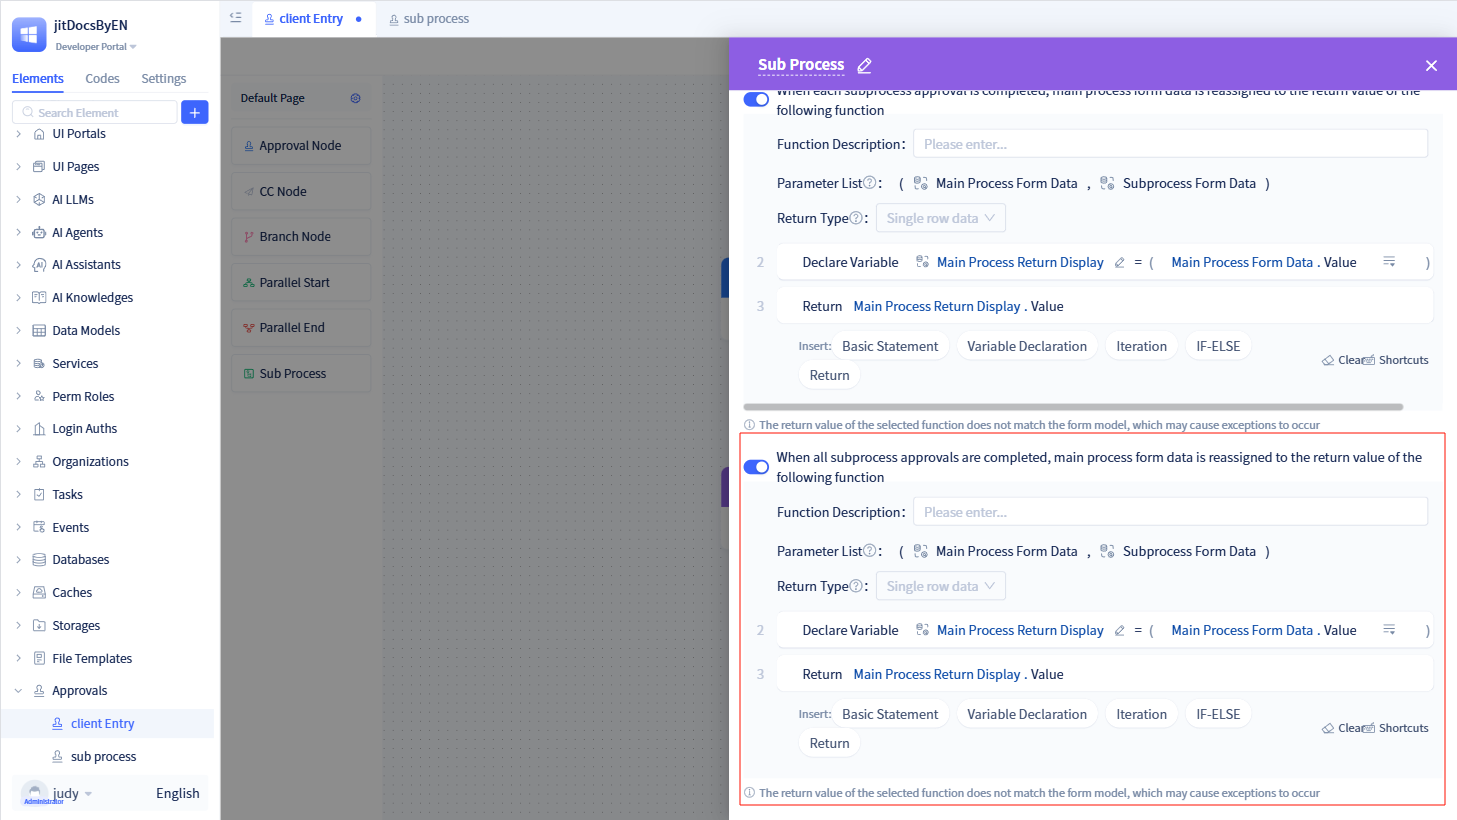 jitDocsByEN
Developer Portal
Elements Codes Settings
Search Element
UI Portals
UI Pages
AI LLMs
AI Agents
AI Assistants
AI Knowledges
Data Models
Services
Perm Roles
Login Auths
Organizations
Tasks
Events
Databases
Caches
Storages
File Templates
Approvals
client Entry
sub process
judy
Administrator
English
client Entry
sub process
Default Page
Approval Node
CC Node
Branch Node
Parallel Start
Parallel End
Sub Process
Sub Process
When each subprocess approval is completed, main process form data is reassigned to the return value of the
following function
Function Description:
Please enter...
Parameter List ? : ( Main Process Form Data , Subprocess Form Data )
Return Type ? : Single row data
2 Declare Variable Main Process Return Display = ( Main Process Form Data . Value )
3 Return Main Process Return Display . Value
Insert: Basic Statement Variable Declaration Iteration IF-ELSE
Return
Clear Shortcuts
The return value of the selected function does not match the form model, which may cause exceptions to occur
When all subprocess approvals are completed, main process form data is reassigned to the return value of the
following function
Function Description:
Please enter...
Parameter List ? : ( Main Process Form Data , Subprocess Form Data )
Return Type ? : Single row data
2 Declare Variable Main Process Return Display = ( Main Process Form Data . Value )
3 Return Main Process Return Display . Value
Insert: Basic Statement Variable Declaration Iteration IF-ELSE
Return
Clear Shortcuts
The return value of the selected function does not match the form model, which may cause exceptions to occur